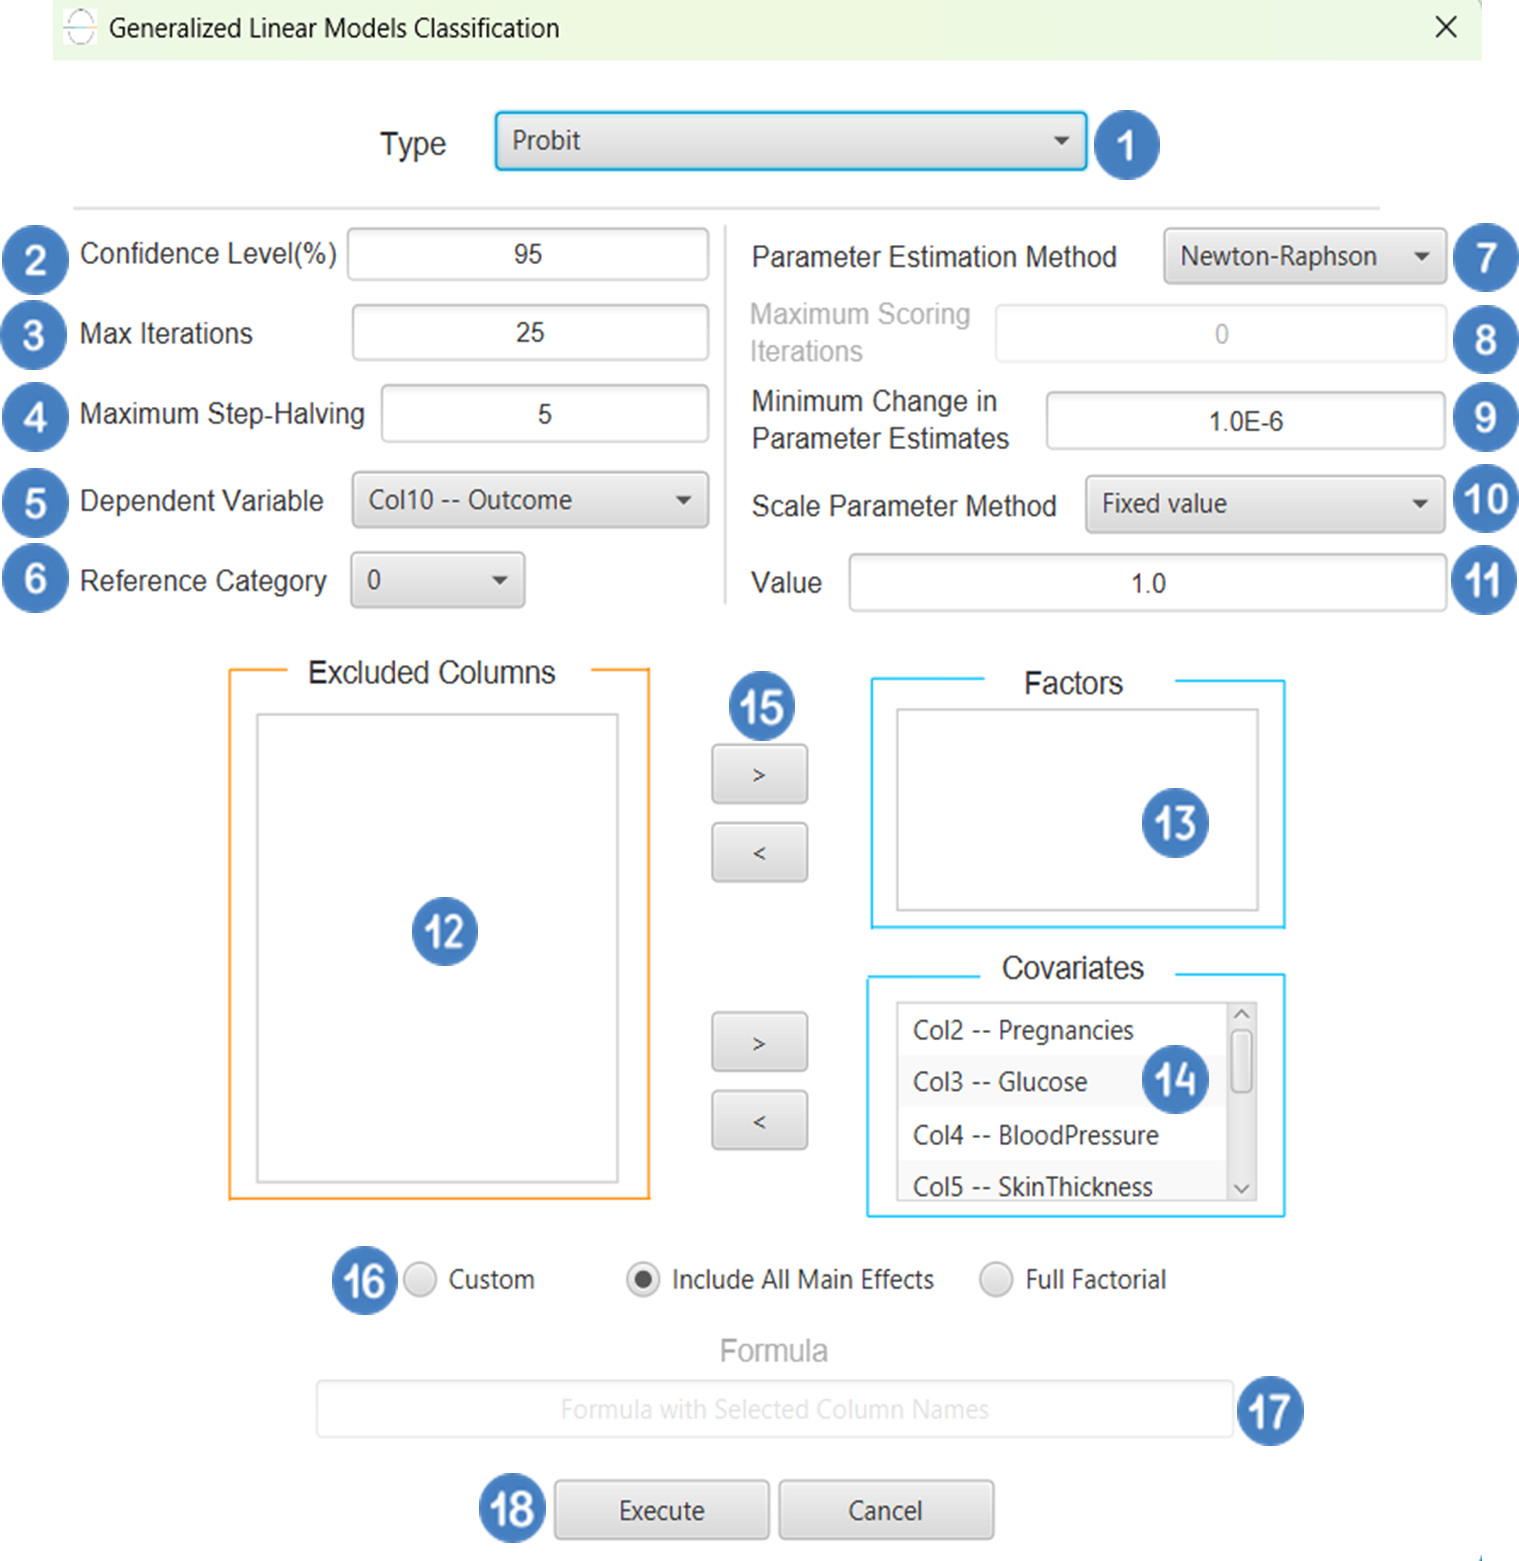 Generalized Linear Models Classification
Type Probit 1
2 Confidence Level(%) 95
3 Max Iterations 25
4 Maximum Step-Halving 5
5 Dependent Variable Col10 -- Outcome
6 Reference Category 0
Parameter Estimation Method Newton-Raphson 7
Maximum Scoring
Iterations 0 8
Minimum Change in
Parameter Estimates 1.0E-6 9
Scale Parameter Method Fixed value 10
Value 1.0 11
Excluded Columns
12
15
>
<
>
<
Factors
13
Covariates
Col2 -- Pregnancies
Col3 -- Glucose 14
Col4 -- BloodPressure
Col5 -- SkinThickness
16 Custom Include All Main Effects Full Factorial
Formula
Formula with Selected Column Names 17
18 Execute Cancel